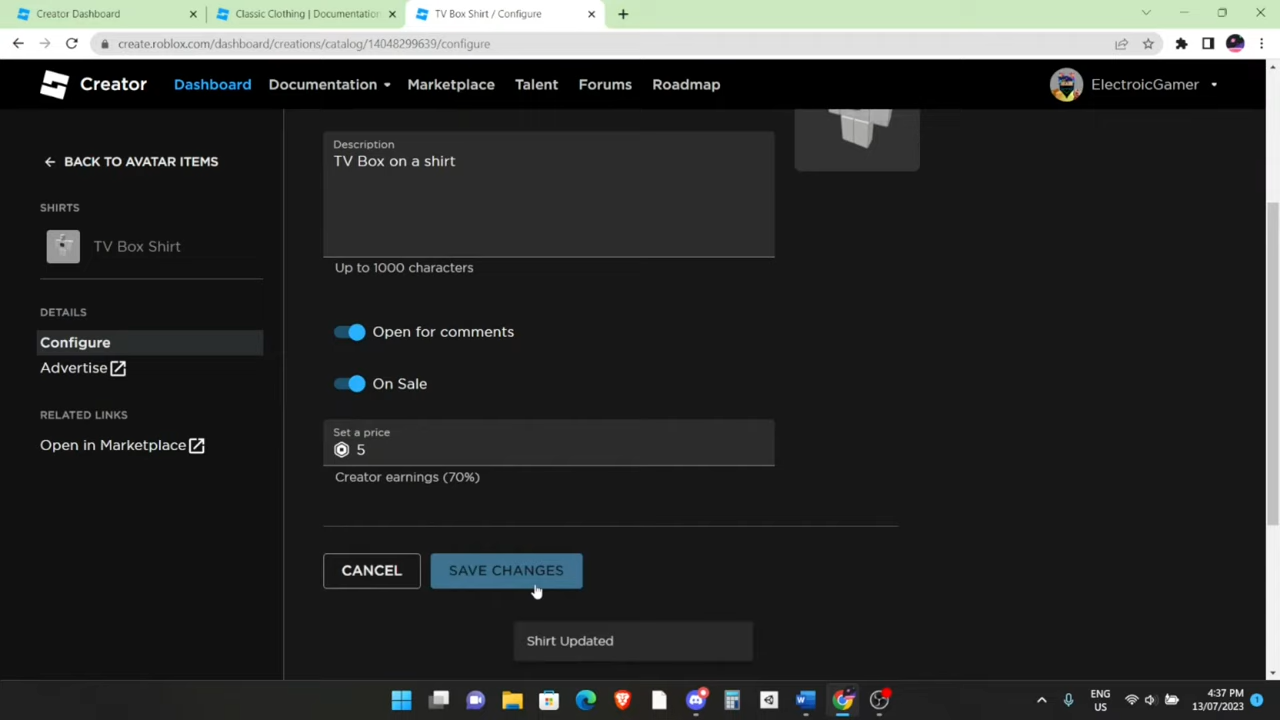 Creator Dashboard
Classic Clothing | Documentation
TV Box Shirt / Configure
create.roblox.com/dashboard/creations/catalog/14048299639/configure
Creator
Dashboard
Documentation
Marketplace
Talent
Forums
Roadmap
ElectroicGamer
BACK TO AVATAR ITEMS
SHIRTS
TV Box Shirt
DETAILS
Configure
Advertise
RELATED LINKS
Open in Marketplace
Description
TV Box on a shirt
Up to 1000 characters
Open for comments
On Sale
Set a price
5
Creator earnings (70%)
CANCEL
SAVE CHANGES
Shirt Updated
ENG
US
4:37 PM
13/07/2023